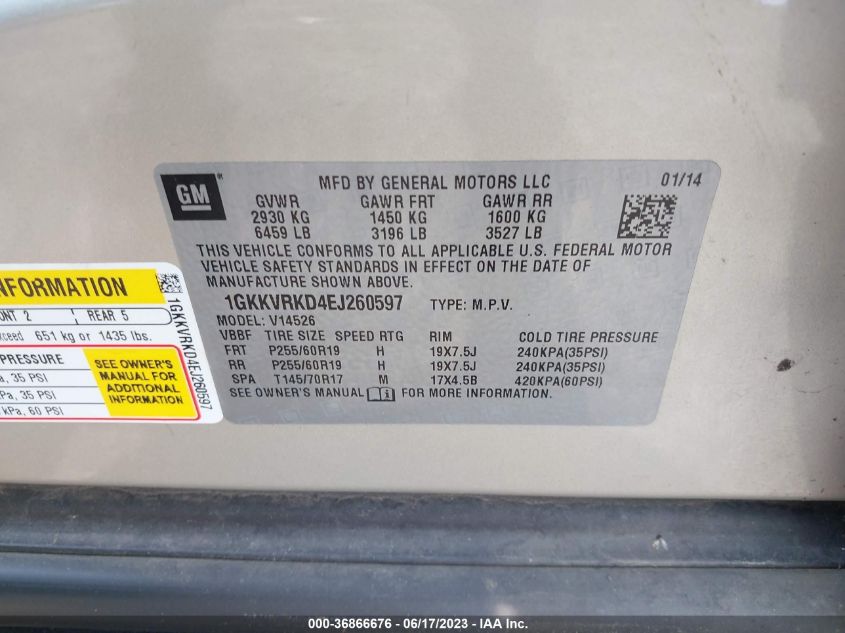 GM
MFD BY GENERAL MOTORS LLC 01/14
GVWR GAWR FRT GAWR RR
2930 KG 1450 KG 1600 KG
6459 LB 3196 LB 3527 LB
THIS VEHICLE CONFORMS TO ALL APPLICABLE U.S. FEDERAL MOTOR
VEHICLE SAFETY STANDARDS IN EFFECT ON THE DATE OF
MANUFACTURE SHOWN ABOVE.
1GKKVRKD4EJ260597 TYPE: M.P.V.
MODEL: V14526
VBBF TIRE SIZE SPEED RTG RIM COLD TIRE PRESSURE
FRT P255/60R19 H 19X7.5J 240KPA(35PSI)
RR P255/60R19 H 19X7.5J 240KPA(35PSI)
SPA T145/70R17 M 17X4.5B 420KPA(60PSI)
SEE OWNER'S MANUAL i FOR MORE INFORMATION.
NFORMATION
ONT 2 REAR 5
xceed 651 kg or 1435 lbs.
PRESSURE
a, 35 PSI
Pa, 35 PSI
kPa, 60 PSI
SEE OWNER'S
MANUAL FOR
ADDITIONAL
INFORMATION
1GKKVRKD4EJ260597
000-36866676 - 06/17/2023 - IAA Inc.